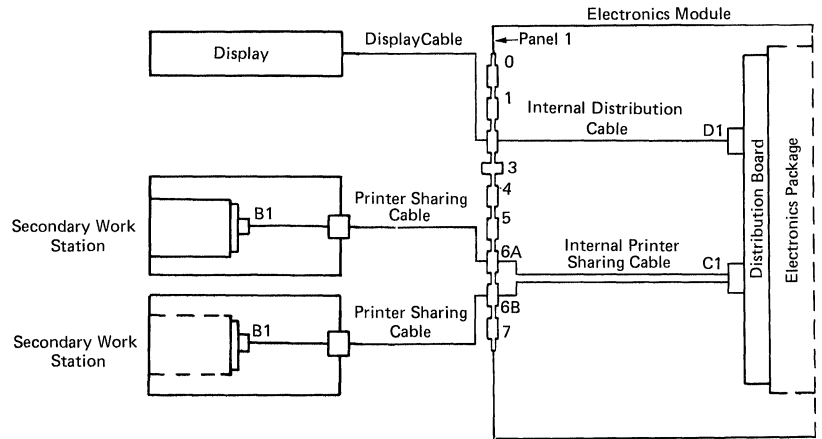 Electronics Module
Panel 1
Display
DisplayCable
0
1
Internal Distribution
Cable
D1
3
4
5
Secondary Work
Station
B1
Printer Sharing
Cable
6A
Internal Printer
Sharing Cable
C1
6B
7
Secondary Work
Station
B1
Printer Sharing
Cable
Distribution Board
Electronics Package